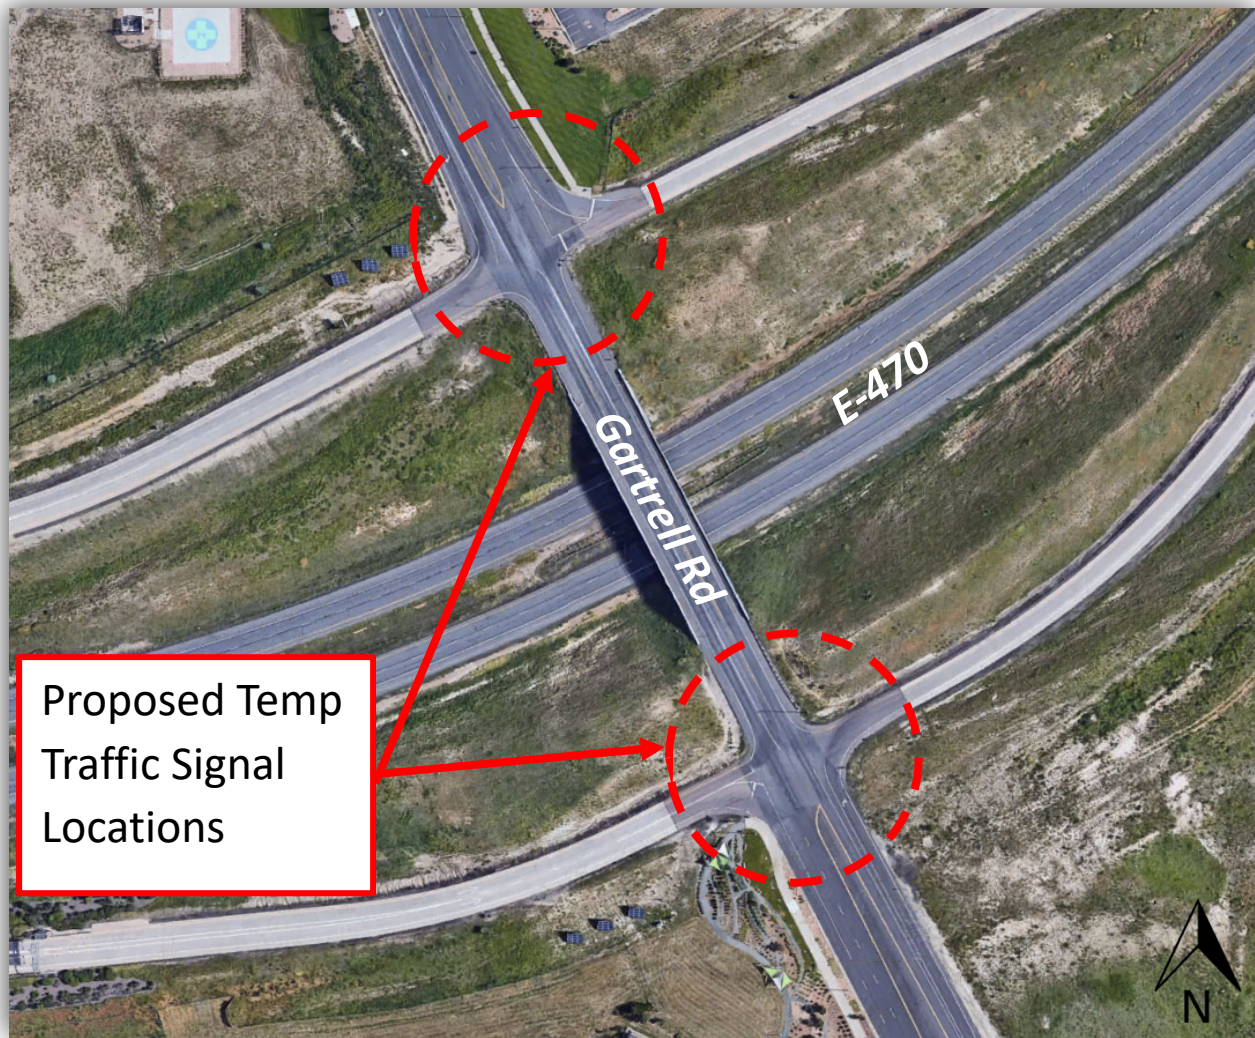 E-470
Gartrell Rd
Proposed Temp
Traffic Signal
Locations
N